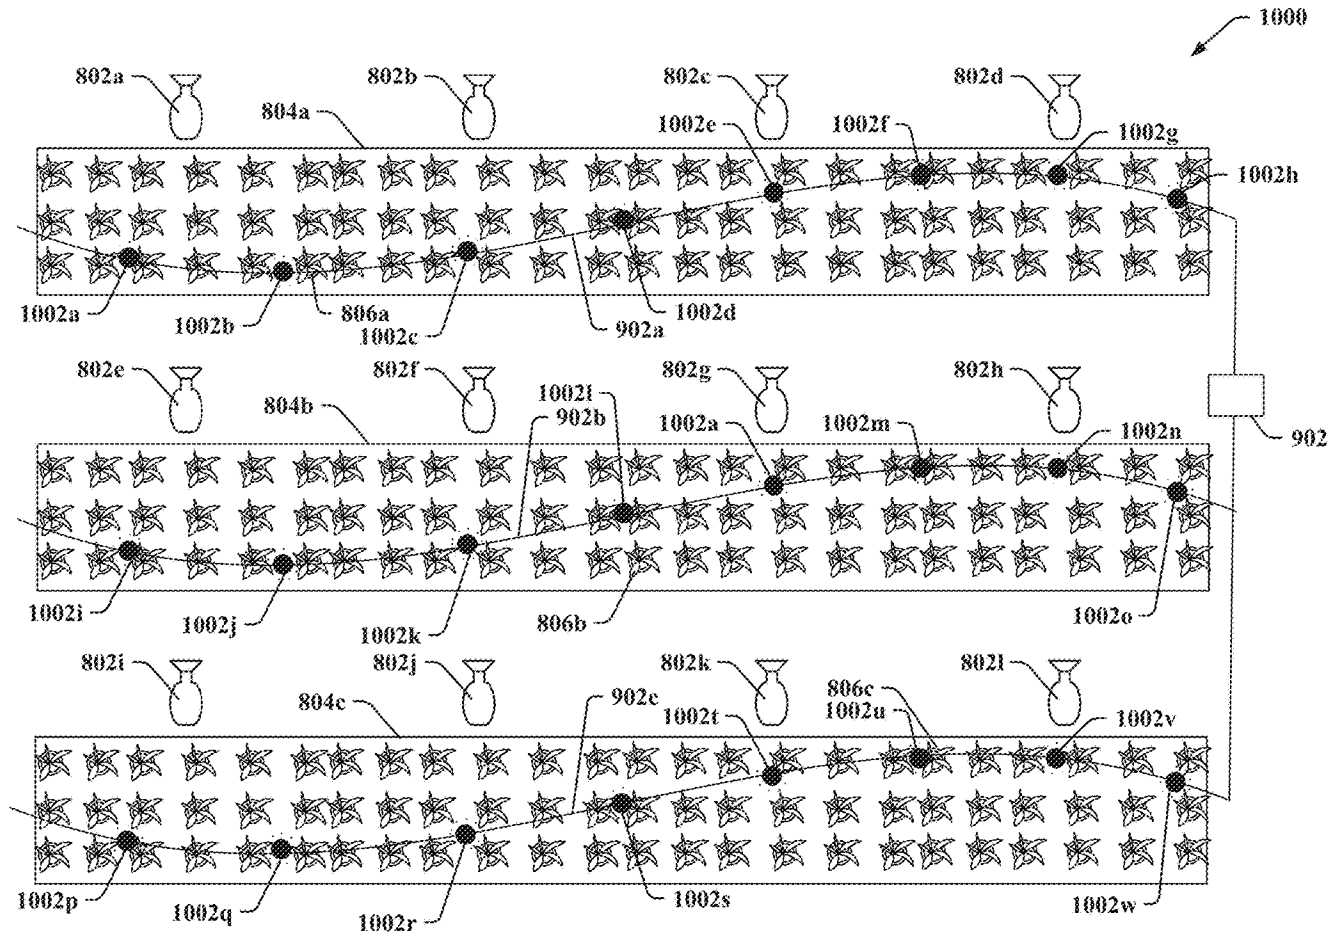 1000
802a 802b 802c 802d
804a 1002e 1002f 1002g
1002h
1002a 1002b 806a 1002c 902a 1002d
802e 802f 802g 802h
804b 1002l 902b 1002a 1002m 1002n 902
1002i 1002j 1002k 806b 1002o
802i 802j 802k 802l
804c 902c 1002t 806c 1002u 1002v
1002p 1002q 1002r 1002s 1002w